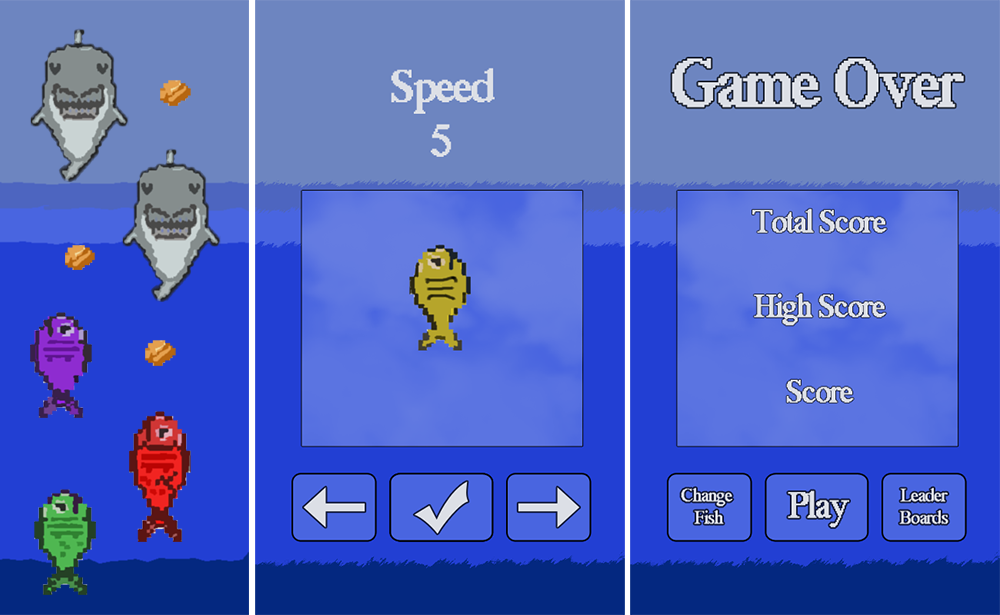 Speed
5
Game Over
Total Score
High Score
Score
Change
Fish
Play
Leader
Boards